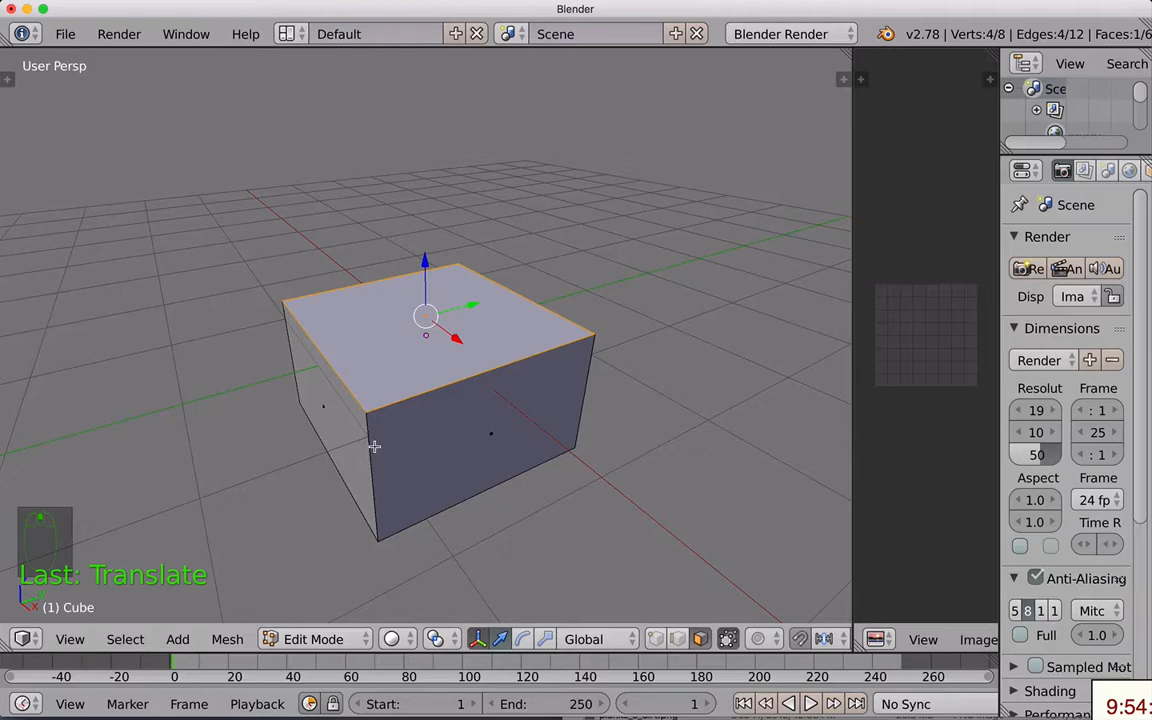 Blender
File Render Window Help Default Scene Blender Render v2.78 | Verts:4/8 | Edges:4/12 | Faces:1/6
User Persp
View Search
Sce
Scene
Render
Re An Au
Disp Ima
Dimensions
Render
Resolut Frame
19 : 1
10 : 25
50 : 1
Aspect Frame
1.0 24 fp
1.0 Time R
Anti-Aliasing
5 8 1 1 Mitc
Full 1.0
Sampled Mot
Shading
Last: Translate
(1) Cube
View Select Add Mesh Edit Mode Global View Image
-40 -20 0 20 40 60 80 100 120 140 160 180 200 220 240 260
View Marker Frame Playback Start: 1 End: 250 1 No Sync
9:54: